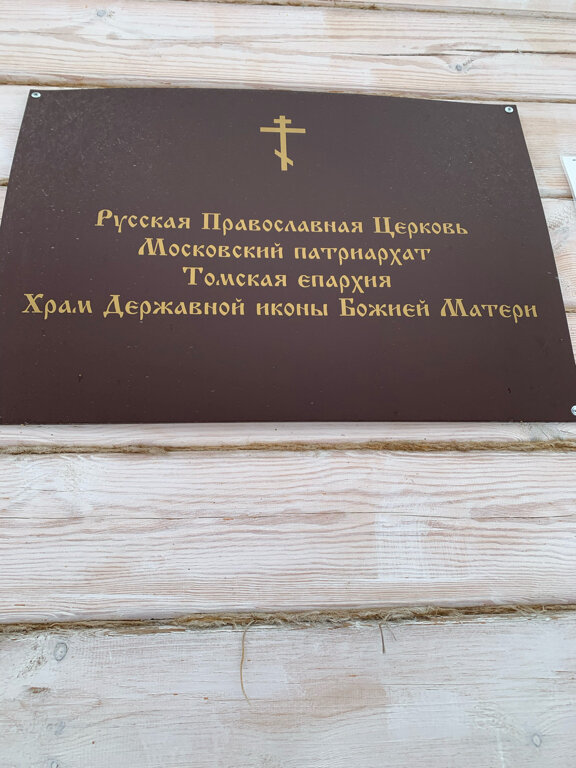 Русская Православная Церковь
Московский патриархат
Томская епархия
Храм Державной иконы Божией Матери